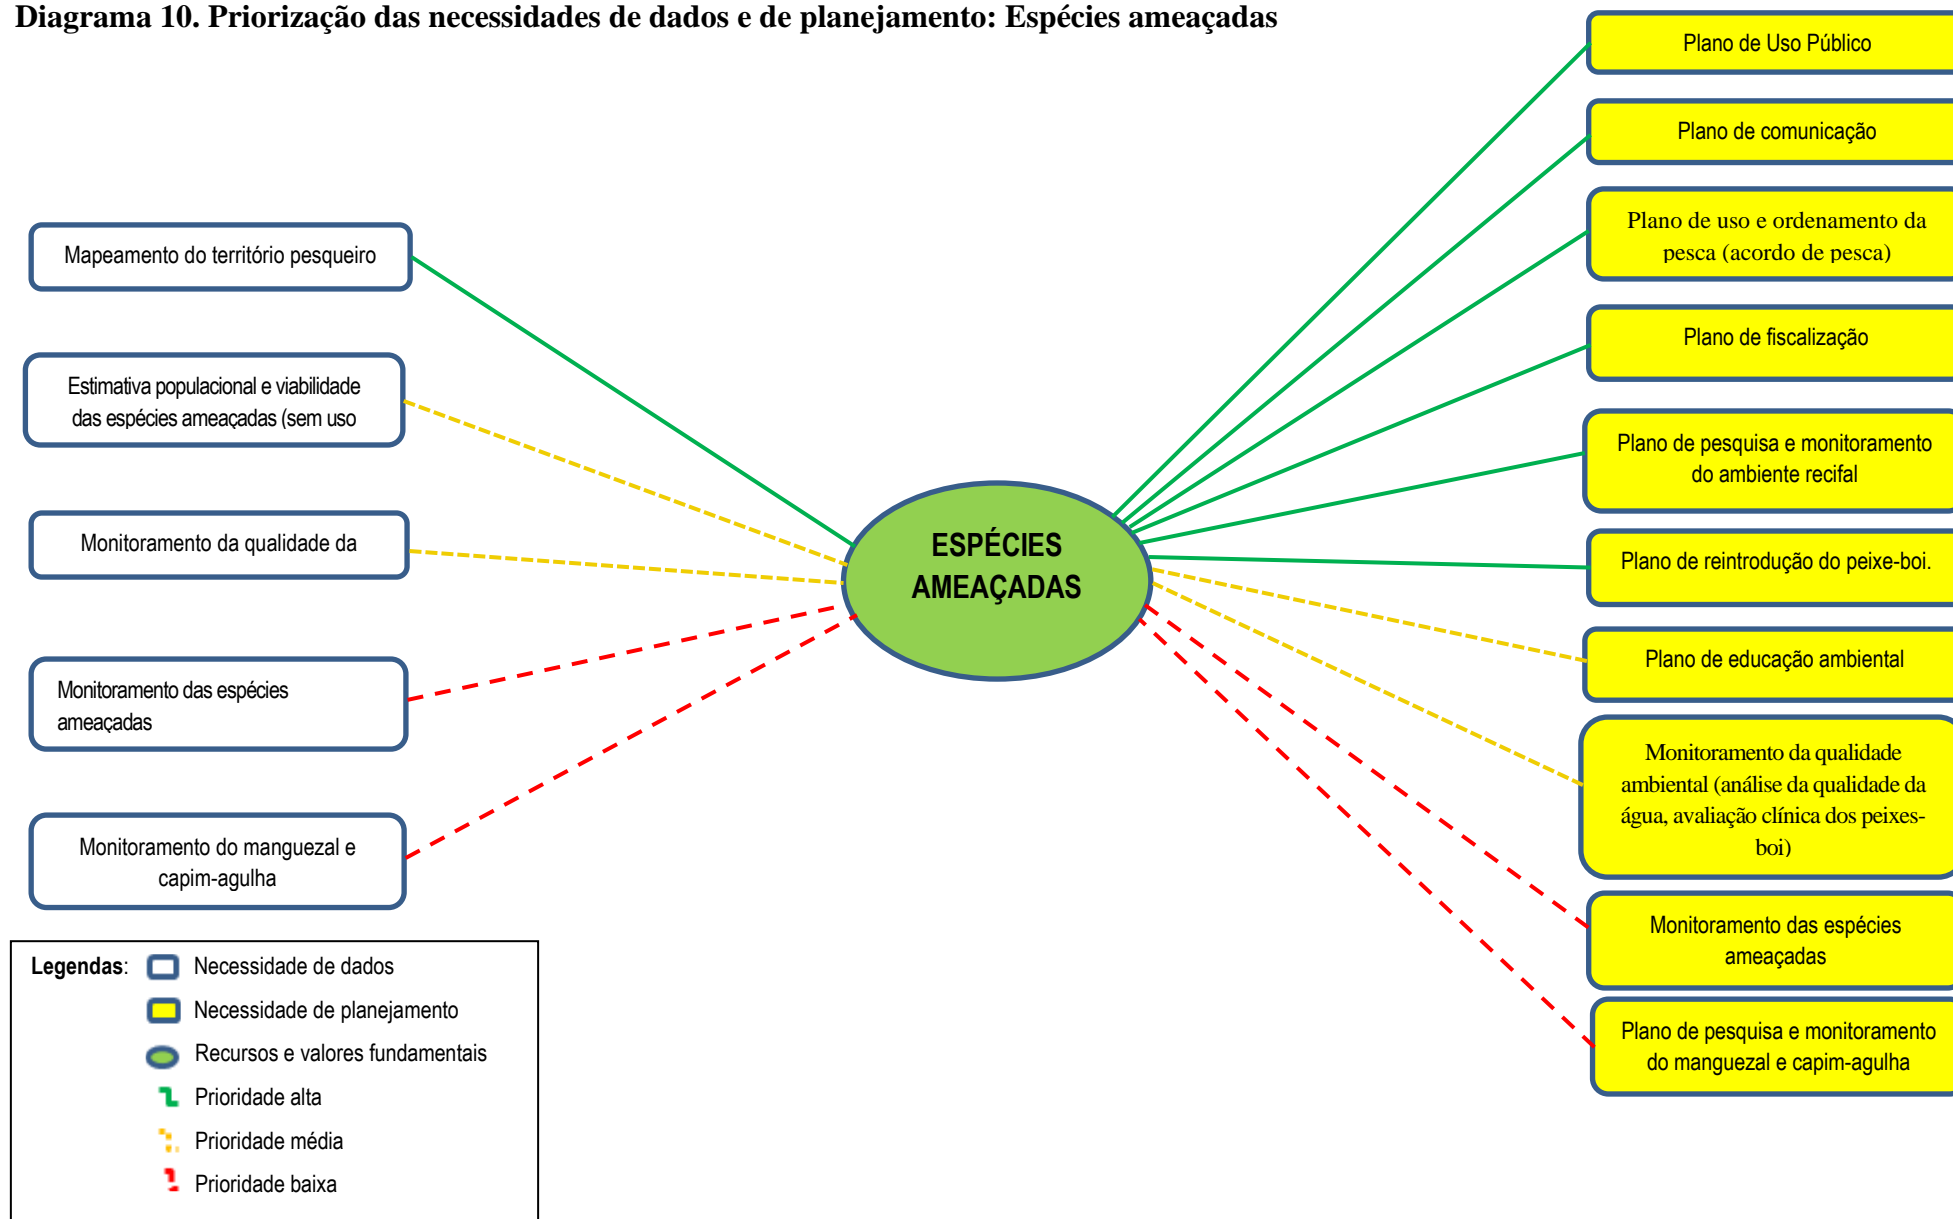 Diagrama 10. Priorização das necessidades de dados e de planejamento: Espécies ameaçadas
Mapeamento do território pesqueiro
Estimativa populacional e viabilidade
das espécies ameaçadas (sem uso
Monitoramento da qualidade da
Monitoramento das espécies
ameaçadas
Monitoramento do manguezal e
capim-agulha
ESPÉCIES
AMEAÇADAS
Plano de Uso Público
Plano de comunicação
Plano de uso e ordenamento da
pesca (acordo de pesca)
Plano de fiscalização
Plano de pesquisa e monitoramento
do ambiente recifal
Plano de reintrodução do peixe-boi.
Plano de educação ambiental
Monitoramento da qualidade
ambiental (análise da qualidade da
água, avaliação clínica dos peixes-
boi)
Monitoramento das espécies
ameaçadas
Plano de pesquisa e monitoramento
do manguezal e capim-agulha
Legendas: Necessidade de dados
Necessidade de planejamento
Recursos e valores fundamentais
Prioridade alta
Prioridade média
Prioridade baixa